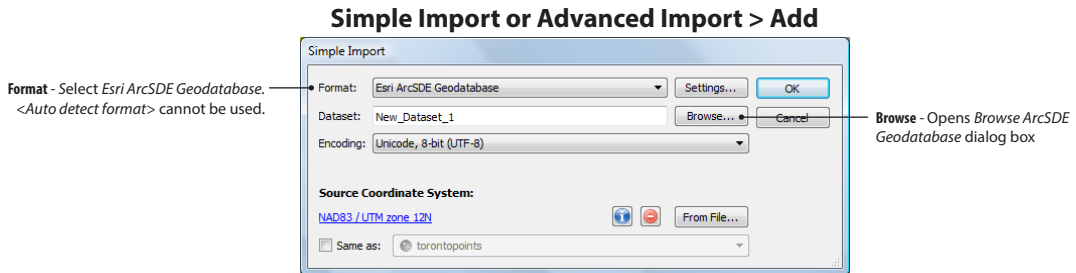 Simple Import or Advanced Import > Add
Simple Import
Format - Select Esri ArcSDE Geodatabase.
<Auto detect format> cannot be used.
Format: Esri ArcSDE Geodatabase Settings... OK
Dataset: New_Dataset_1 Browse... Cancel
Browse - Opens Browse ArcSDE
Geodatabase dialog box
Encoding: Unicode, 8-bit (UTF-8)
Source Coordinate System:
NAD83 / UTM zone 12N From File...
Same as: torontopoints